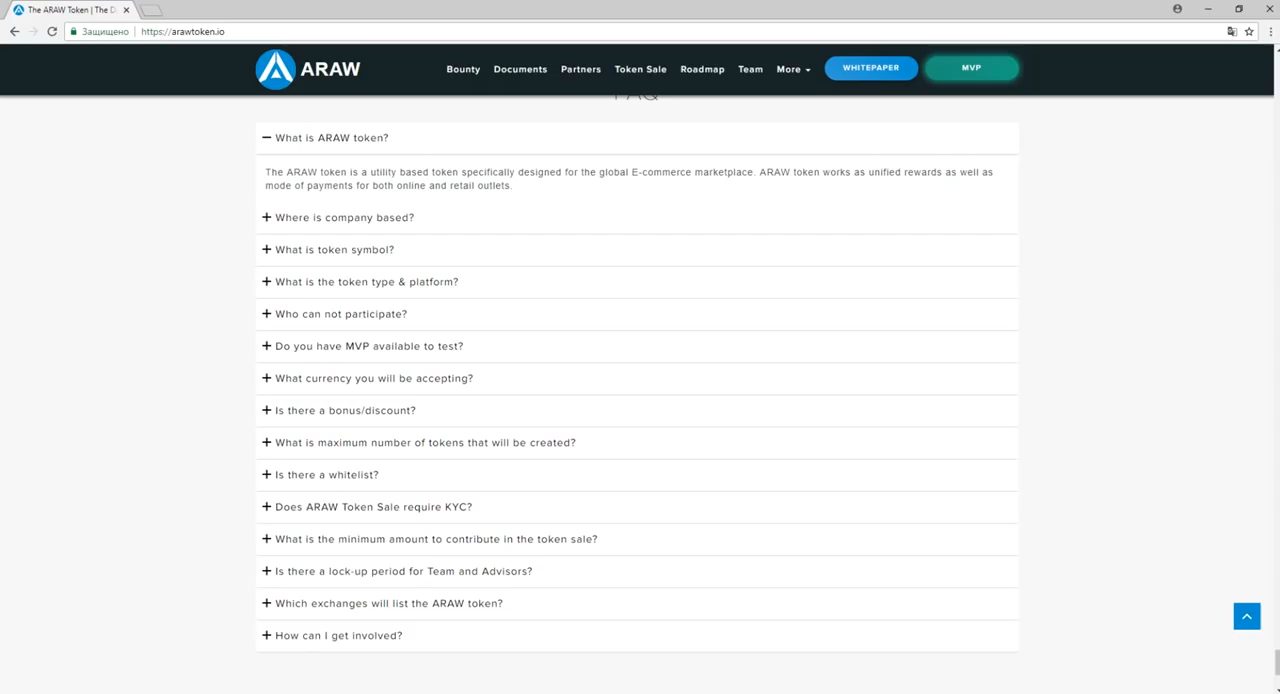 The ARAW Token | The D
Защищено
https://arawtoken.io
ARAW
Bounty
Documents
Partners
Token Sale
Roadmap
Team
More
WHITEPAPER
MVP
FAQ
What is ARAW token?
The ARAW token is a utility based token specifically designed for the global E-commerce marketplace. ARAW token works as unified rewards as well as
mode of payments for both online and retail outlets.
Where is company based?
What is token symbol?
What is the token type & platform?
Who can not participate?
Do you have MVP available to test?
What currency you will be accepting?
Is there a bonus/discount?
What is maximum number of tokens that will be created?
Is there a whitelist?
Does ARAW Token Sale require KYC?
What is the minimum amount to contribute in the token sale?
Is there a lock-up period for Team and Advisors?
Which exchanges will list the ARAW token?
How can I get involved?